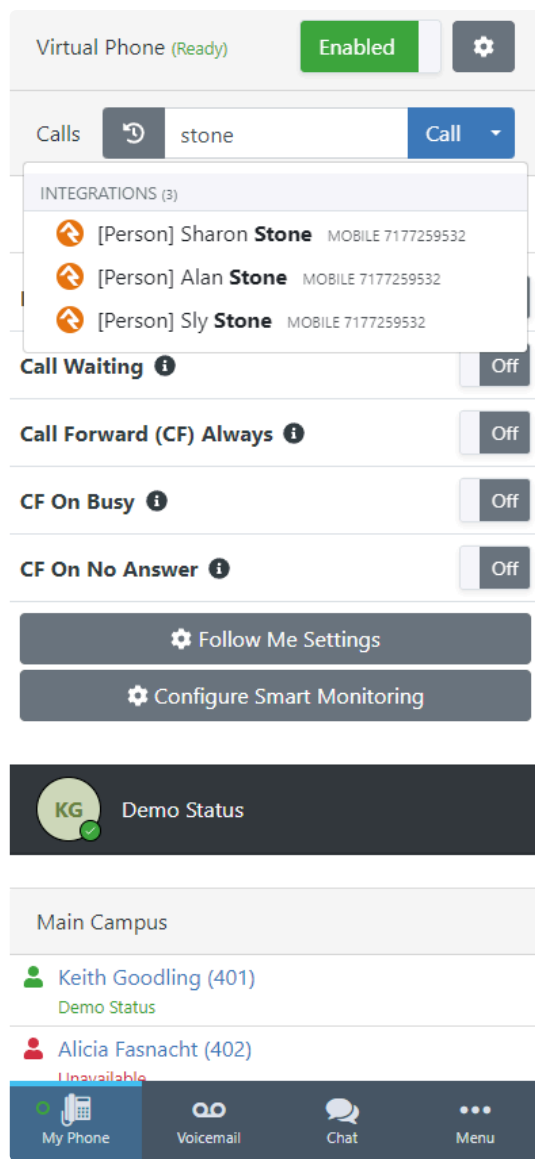 Virtual Phone (Ready) Enabled
Calls stone Call
INTEGRATIONS (3)
[Person] Sharon Stone MOBILE 7177259532
[Person] Alan Stone MOBILE 7177259532
[Person] Sly Stone MOBILE 7177259532
Call Waiting Off
Call Forward (CF) Always Off
CF On Busy Off
CF On No Answer Off
Follow Me Settings
Configure Smart Monitoring
KG Demo Status
Main Campus
Keith Goodling (401)
Demo Status
Alicia Fasnacht (402)
Unavailable
My Phone Voicemail Chat Menu